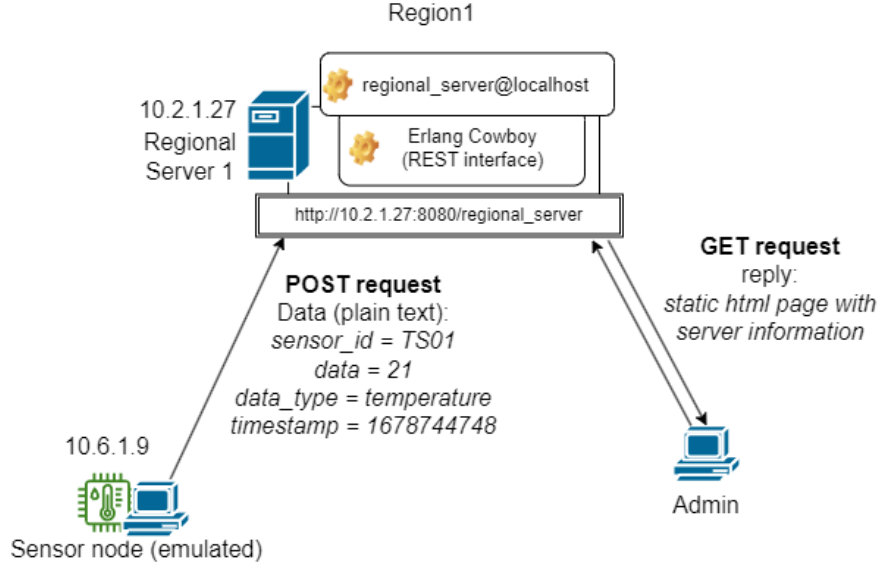 Region1
regional_server@localhost
10.2.1.27
Regional
Server 1
Erlang Cowboy
(REST interface)
http://10.2.1.27:8080/regional_server
POST request
Data (plain text):
sensor_id = TS01
data = 21
data_type = temperature
timestamp = 1678744748
GET request
reply:
static html page with
server information
10.6.1.9
Sensor node (emulated)
Admin